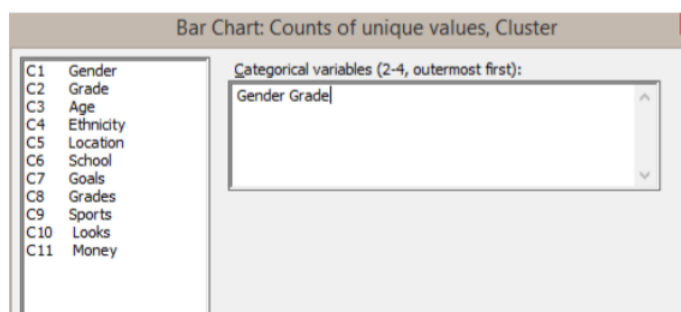 Bar Chart: Counts of unique values, Cluster
C1 Gender
C2 Grade
C3 Age
C4 Ethnicity
C5 Location
C6 School
C7 Goals
C8 Grades
C9 Sports
C10 Looks
C11 Money
Categorical variables (2-4, outermost first):
Gender Grade